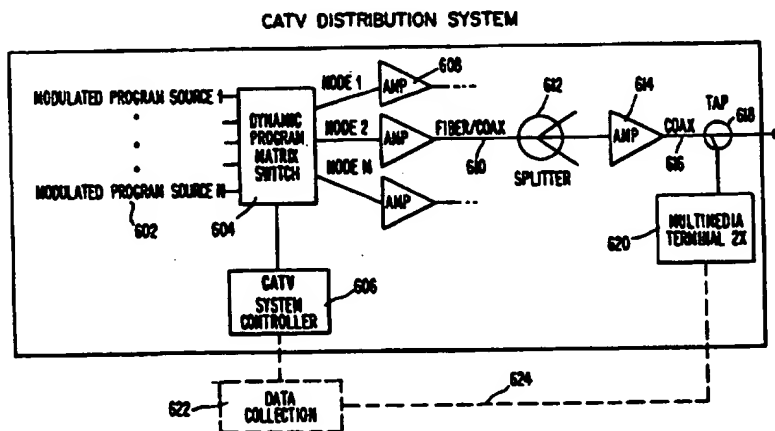 CATV DISTRIBUTION SYSTEM
MODULATED PROGRAM SOURCE 1
MODULATED PROGRAM SOURCE N
602
DYNAMIC
PROGRAM
MATRIX
SWITCH
604
NODE 1
NODE 2
NODE M
AMP
608
AMP
AMP
FIBER/COAX
610
612
SPLITTER
614
AMP
COAX
616
TAP
618
620
MULTIMEDIA
TERMINAL 2X
CATV
SYSTEM
CONTROLLER
606
622
DATA
COLLECTION
624